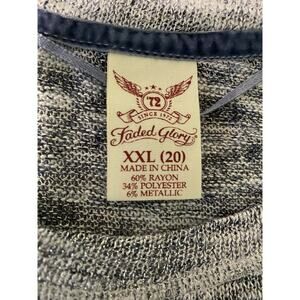 72
SINCE 1972
Faded Glory
XXL (20)
MADE IN CHINA
60% RAYON
34% POLYESTER
6% METALLIC